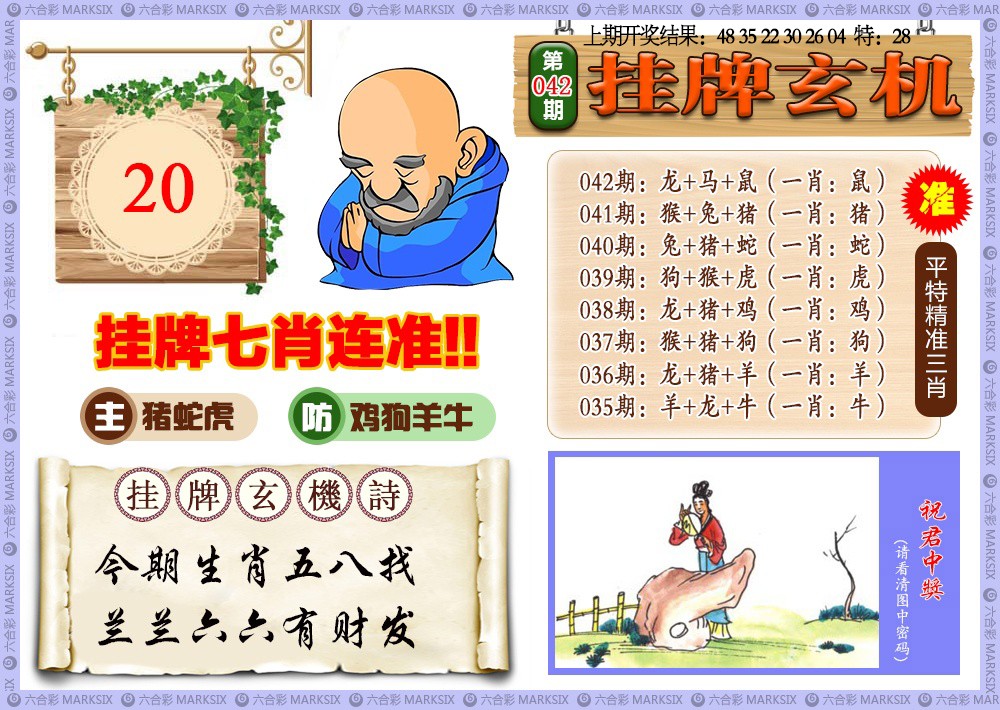 六合彩 MARKSIX
上期开奖结果：48 35 22 30 26 04 特：28
第
042
期
挂牌玄机
20
挂牌七肖连准!!
主 猪蛇虎
防 鸡狗羊牛
挂牌玄機詩
今期生肖五八找
兰兰六六有财发
042期：龙+马+鼠（一肖：鼠）
041期：猴+兔+猪（一肖：猪）
040期：兔+猪+蛇（一肖：蛇）
039期：狗+猴+虎（一肖：虎）
038期：龙+猪+鸡（一肖：鸡）
037期：猴+猪+狗（一肖：狗）
036期：龙+猪+羊（一肖：羊）
035期：羊+龙+牛（一肖：牛）
准
平特精准三肖
祝君中獎
（请看清图中密码）